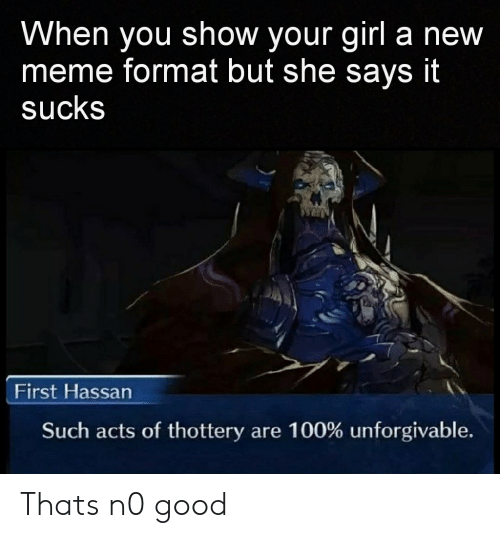 When you show your girl a new
meme format but she says it
sucks
First Hassan
Such acts of thottery are 100% unforgivable.
Thats n0 good